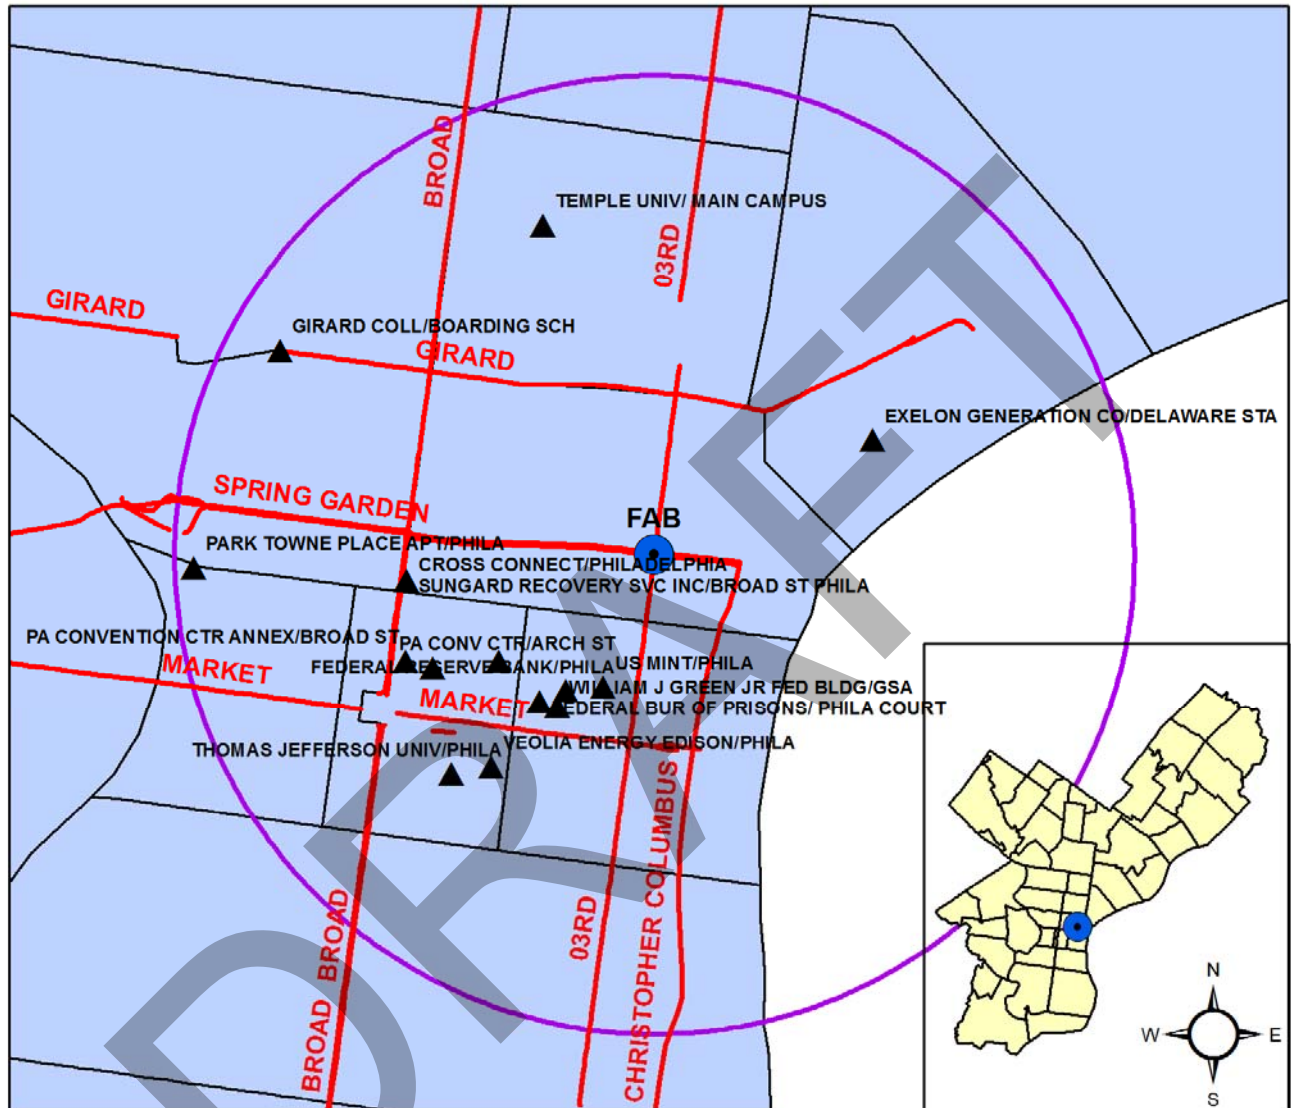 BROAD
TEMPLE UNIV/ MAIN CAMPUS
03RD
GIRARD
GIRARD COLL/BOARDING SCH
GIRARD
EXELON GENERATION CO/DELAWARE STA
SPRING GARDEN
FAB
PARK TOWNE PLACE APT/PHILA
CROSS CONNECT/PHILADELPHIA
SUNGARD RECOVERY SVC INC/BROAD ST PHILA
PA CONVENTION CTR ANNEX/BROAD ST
PA CONV CTR/ARCH ST
FEDERAL RESERVE BANK/PHILA
US MINT/PHILA
MARKET
WILLIAM J GREEN JR FED BLDG/GSA
MARKET
FEDERAL BUR OF PRISONS/ PHILA COURT
THOMAS JEFFERSON UNIV/PHILA
VEOLIA ENERGY EDISON/PHILA
CHRISTOPHER COLUMBUS
BROAD
03RD
BROAD
N
W
E
S
DRAFT